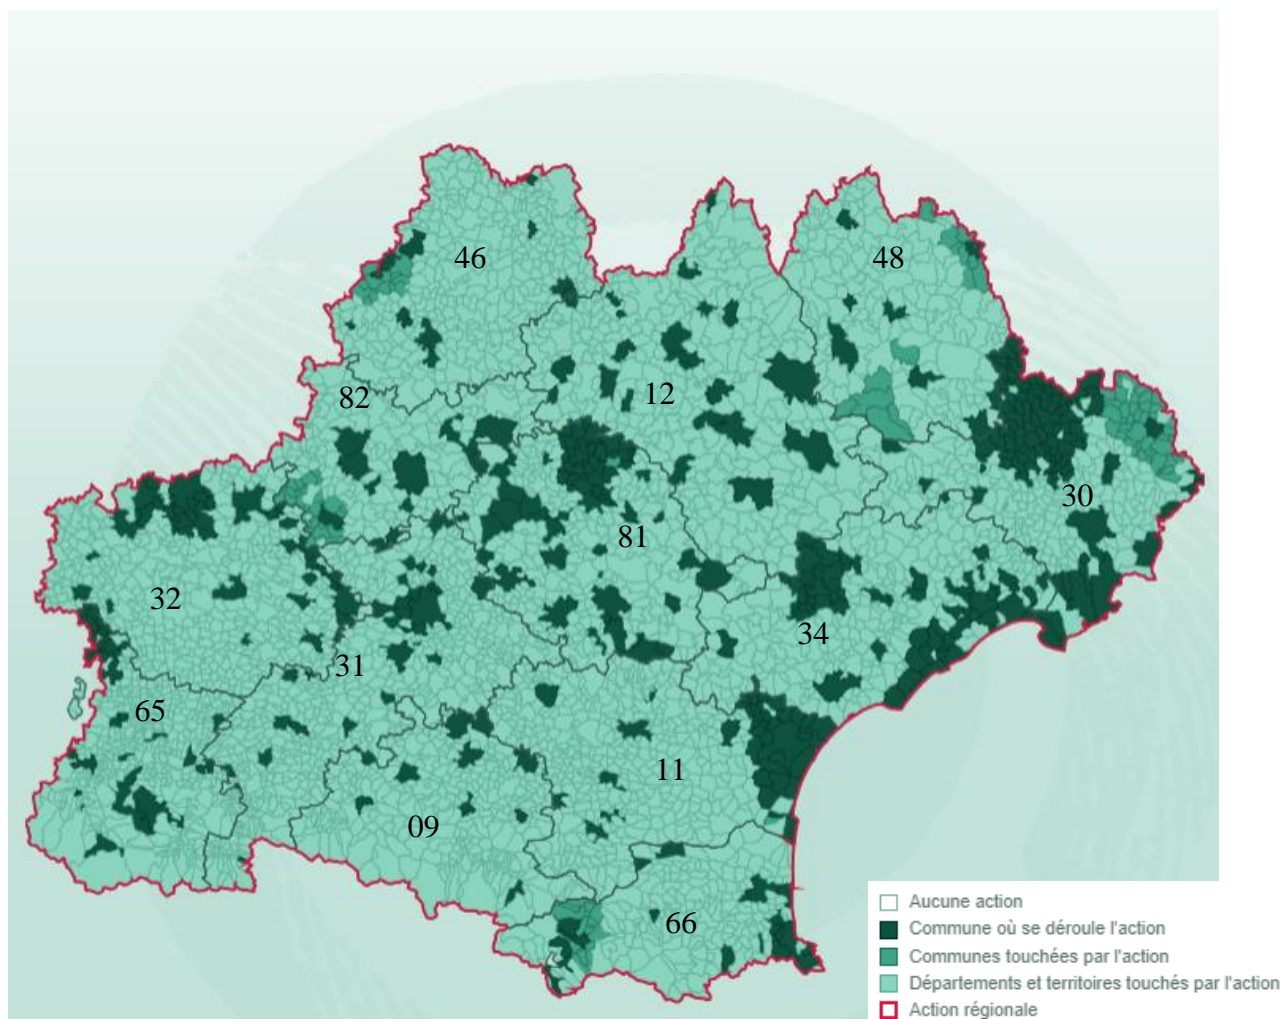 46
48
82
12
30
81
32
34
31
65
11
09
66
Aucune action
Commune où se déroule l'action
Communes touchées par l'action
Départements et territoires touchés par l'action
Action régionale